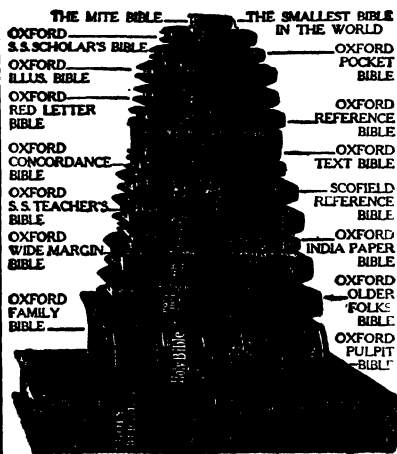 THE MITE BIBLE
THE SMALLEST BIBLE
IN THE WORLD
OXFORD
S.S. SCHOLAR'S BIBLE
OXFORD
ILLUS. BIBLE
OXFORD
RED LETTER
BIBLE
OXFORD
CONCORDANCE
BIBLE
OXFORD
S.S. TEACHER'S
BIBLE
OXFORD
WIDE MARGIN
BIBLE
OXFORD
FAMILY
BIBLE
OXFORD
POCKET
BIBLE
OXFORD
REFERENCE
BIBLE
OXFORD
TEXT BIBLE
SCOFIELD
REFERENCE
BIBLE
OXFORD
INDIA PAPER
BIBLE
OXFORD
OLDER
FOLKS
BIBLE
OXFORD
PULPIT
BIBLE
Holy Bible